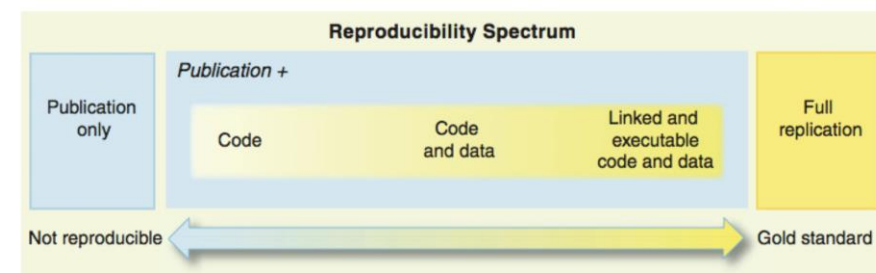 Reproducibility Spectrum
Publication
only
Publication +
Code
Code
and data
Linked and
executable
code and data
Full
replication
Not reproducible
Gold standard